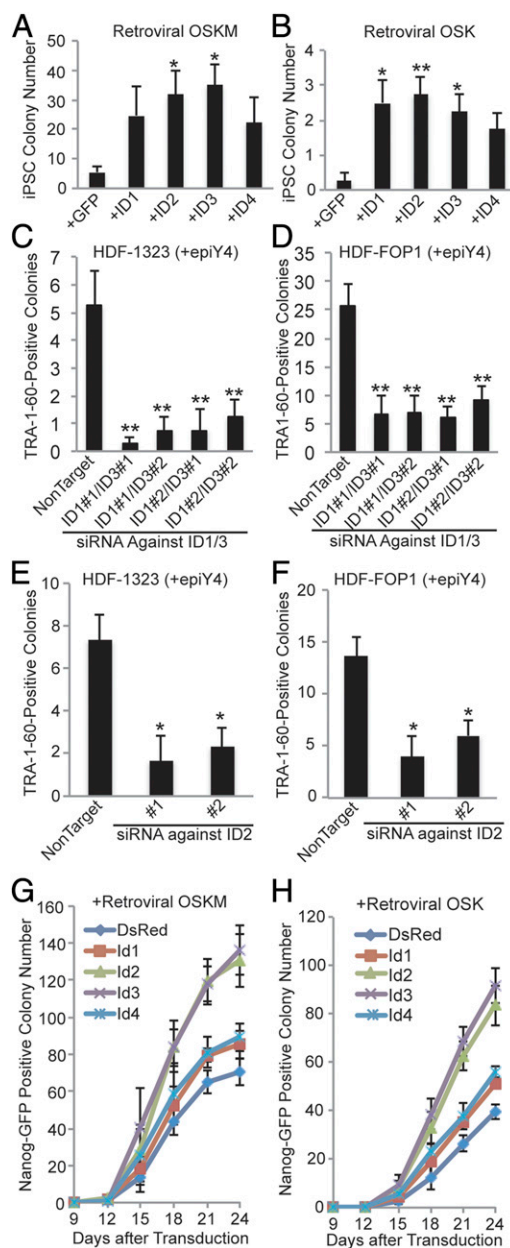 A
Retroviral OSKM
iPSC Colony Number
50
40
30
20
10
0
+GFP
+ID1
+ID2
+ID3
+ID4
*
*
B
Retroviral OSK
iPSC Colony Number
4
3
2
1
0
+GFP
+ID1
+ID2
+ID3
+ID4
*
**
*
C
HDF-1323 (+epiY4)
TRA-1-60-Positive Colonies
7
6
5
4
3
2
1
0
**
**
**
**
NonTarget
ID1#1/ID3#1
ID1#1/ID3#2
ID1#2/ID3#1
ID1#2/ID3#2
siRNA Against ID1/3
D
HDF-FOP1 (+epiY4)
TRA1-60-Positive Colonies
35
30
25
20
15
10
5
0
**
**
**
**
NonTarget
ID1#1/ID3#1
ID1#1/ID3#2
ID1#2/ID3#1
ID1#2/ID3#2
siRNA Against ID1/3
E
HDF-1323 (+epiY4)
TRA-1-60-Positive Colonies
10
8
6
4
2
0
*
*
NonTarget
#1
#2
siRNA against ID2
F
HDF-FOP1 (+epiY4)
TRA-1-60-Positive Colonies
20
15
10
5
0
*
*
NonTarget
#1
#2
siRNA against ID2
G
+Retroviral OSKM
Nanog-GFP Positive Colony Number
160
140
120
100
80
60
40
20
0
DsRed
Id1
Id2
Id3
Id4
9 12 15 18 21 24
Days after Transduction
H
+Retroviral OSK
Nanog-GFP Positive Colony Number
120
100
80
60
40
20
0
DsRed
Id1
Id2
Id3
Id4
9 12 15 18 21 24
Days after Transduction